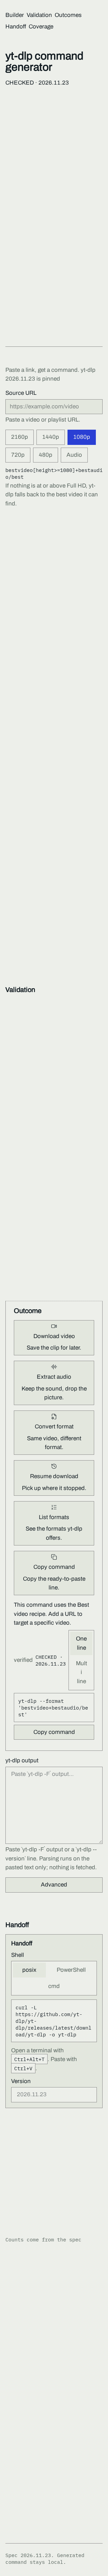 Builder Validation Outcomes
Handoff Coverage
yt-dlp command
generator
CHECKED · 2026.11.23
Paste a link, get a command. yt-dlp
2026.11.23 is pinned
Source URL
https://example.com/video
Paste a video or playlist URL.
2160p 1440p 1080p
720p 480p Audio
bestvideo[height>=1080]+bestaudi
o/best
If nothing is at or above Full HD, yt-
dlp falls back to the best video it can
find.
Validation
Outcome
Download video
Save the clip for later.
Extract audio
Keep the sound, drop the
picture.
Convert format
Same video, different
format.
Resume download
Pick up where it stopped.
List formats
See the formats yt-dlp
offers.
Copy command
Copy the ready-to-paste
line.
This command uses the Best
video recipe. Add a URL to
target a specific video.
verified CHECKED ·
2026.11.23
One
line
Mult
i
line
yt-dlp --format
'bestvideo+bestaudio/be
st'
Copy command
yt-dlp output
Paste `yt-dlp -F` output...
Paste `yt-dlp -F` output or a `yt-dlp --
version` line. Parsing runs on the
pasted text only; nothing is fetched.
Advanced
Handoff
Handoff
Shell
posix PowerShell
cmd
curl -L
https://github.com/yt-
dlp/yt-
dlp/releases/latest/downl
oad/yt-dlp -o yt-dlp
Open a terminal with
Ctrl+Alt+T. Paste with
Ctrl+V.
Version
2026.11.23
Counts come from the spec
Spec 2026.11.23. Generated
command stays local.